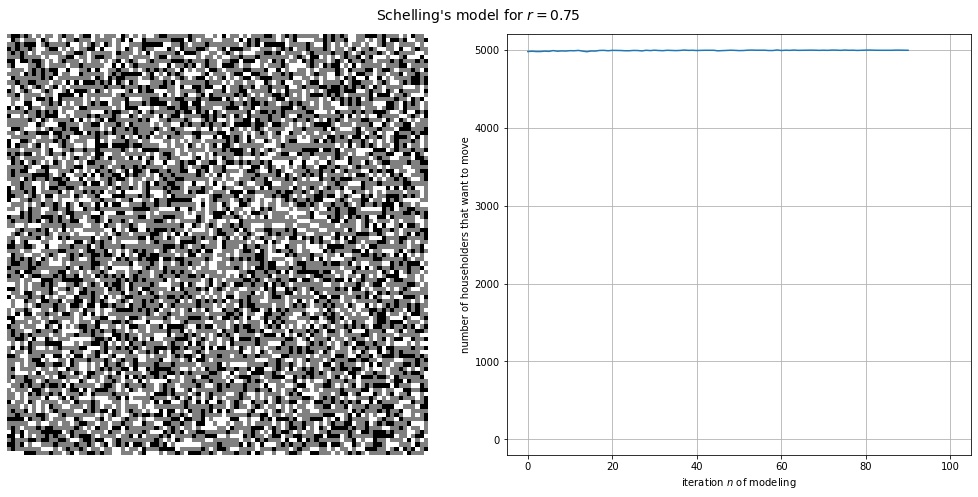 Schelling's model for r = 0.75
number of householders that want to move
5000
4000
3000
2000
1000
0
0 20 40 60 80 100
iteration n of modeling